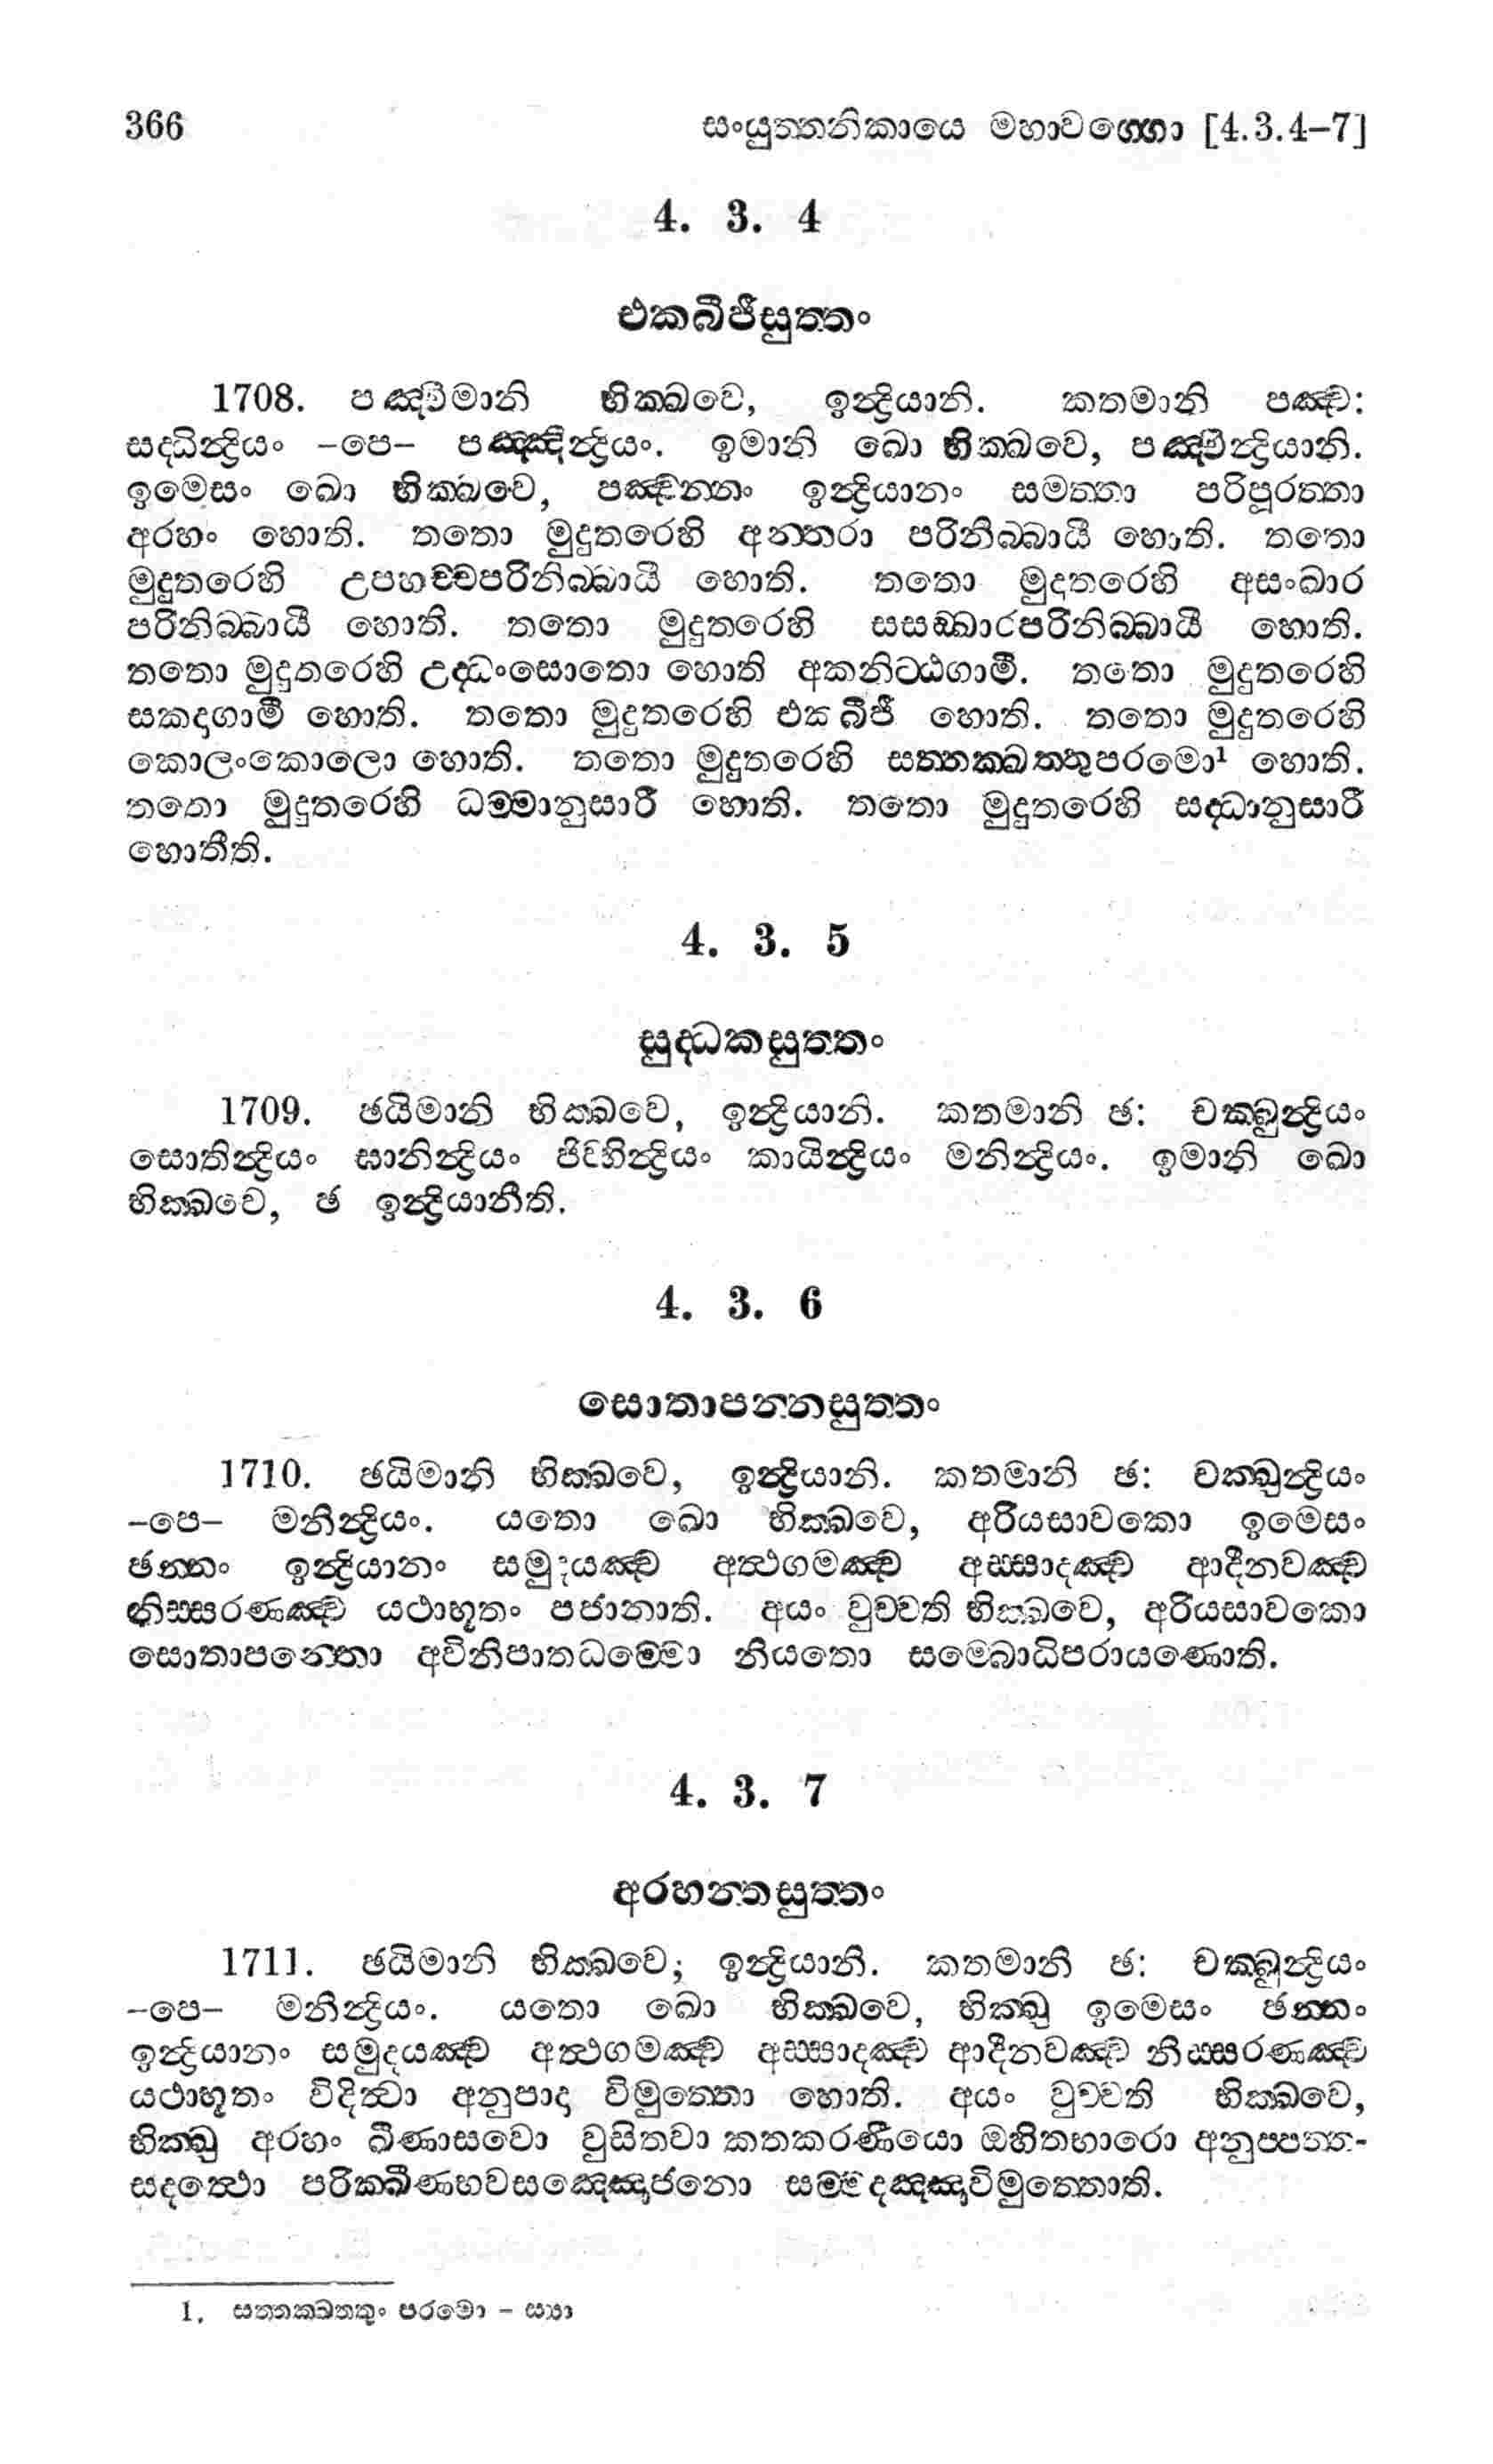 366 සංයුත්තනිකායෙ මහාවග්ගො [4.3.4–7]
4. 3. 4
එකබීජීසුත්තං
1708. පඤ්චිමානි භික්ඛවෙ, ඉන්ද්‍රියානි. කතමානි පඤ්ච:
සද්ධින්ද්‍රියං –පෙ– පඤ්ඤින්ද්‍රියං. ඉමානි ඛො භික්ඛවෙ, පඤ්චින්ද්‍රියානි.
ඉමෙසං ඛො භික්ඛවෙ, පඤ්චන්නං ඉන්ද්‍රියානං සමත්තා පරිපූරත්තා
අරහං හොති. තතො මුදුතරෙහි අන්තරා පරිනිබ්බායී හොති. තතො
මුදුතරෙහි උපහච්චපරිනිබ්බායී හොති. තතො මුදුතරෙහි අසංඛාර
පරිනිබ්බායී හොති. තතො මුදුතරෙහි සසඞ්ඛාරපරිනිබ්බායී හොති.
තතො මුදුතරෙහි උද්ධංසොතො හොති අකනිට්ඨගාමී. තතො මුදුතරෙහි
සකදාගාමී හොති. තතො මුදුතරෙහි එකබීජී හොති. තතො මුදුතරෙහි
කොලංකොලො හොති. තතො මුදුතරෙහි සත්තක්ඛත්තුපරමො¹ හොති.
තතො මුදුතරෙහි ධම්මානුසාරී හොති. තතො මුදුතරෙහි සද්ධානුසාරී
හොතීති.
4. 3. 5
සුද්ධකසුත්තං
1709. ඡයිමානි භික්ඛවෙ, ඉන්ද්‍රියානි. කතමානි ඡ: චක්ඛුන්ද්‍රියං
සොතින්ද්‍රියං ඝානින්ද්‍රියං ජිව්හින්ද්‍රියං කායින්ද්‍රියං මනින්ද්‍රියං. ඉමානි ඛො
භික්ඛවෙ, ඡ ඉන්ද්‍රියානීති.
4. 3. 6
සොතාපන්නසුත්තං
1710. ඡයිමානි භික්ඛවෙ, ඉන්ද්‍රියානි. කතමානි ඡ: චක්ඛුන්ද්‍රියං
–පෙ– මනින්ද්‍රියං. යතො ඛො භික්ඛවෙ, අරියසාවකො ඉමෙසං
ඡන්නං ඉන්ද්‍රියානං සමුදයඤ්ච අත්ථගමඤ්ච අස්සාදඤ්ච ආදීනවඤ්ච
නිස්සරණඤ්ච යථාභූතං පජානාති. අයං වුච්චති භික්ඛවෙ, අරියසාවකො
සොතාපන්නො අවිනිපාතධම්මො නියතො සම්බොධිපරායණොති.
4. 3. 7
අරහන්තසුත්තං
1711. ඡයිමානි භික්ඛවෙ; ඉන්ද්‍රියානි. කතමානි ඡ: චක්ඛුන්ද්‍රියං
–පෙ– මනින්ද්‍රියං. යතො ඛො භික්ඛවෙ, භික්ඛු ඉමෙසං ඡන්නං
ඉන්ද්‍රියානං සමුදයඤ්ච අත්ථගමඤ්ච අස්සාදඤ්ච ආදීනවඤ්ච නිස්සරණඤ්ච
යථාභූතං විදිත්වා අනුපාදා විමුත්තො හොති. අයං වුච්චති භික්ඛවෙ,
භික්ඛු අරහං ඛීණාසවො වුසිතවා කතකරණීයො ඔහිතභාරො අනුප්පත්ත-
සදත්ථො පරික්ඛීණභවසඤ්ඤොජනො සම්මදඤ්ඤාවිමුත්තොති.
1. සත්තක්ඛත්තුං පරමො - ස්‍යා